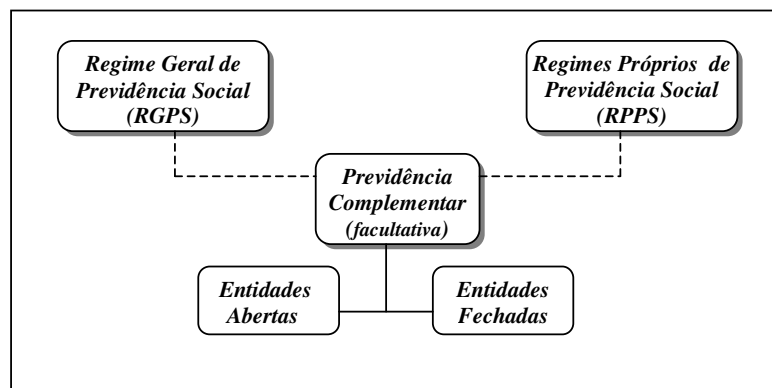 Regime Geral de
Previdência Social
(RGPS)
Regimes Próprios de
Previdência Social
(RPPS)
Previdência
Complementar
(facultativa)
Entidades
Abertas
Entidades
Fechadas